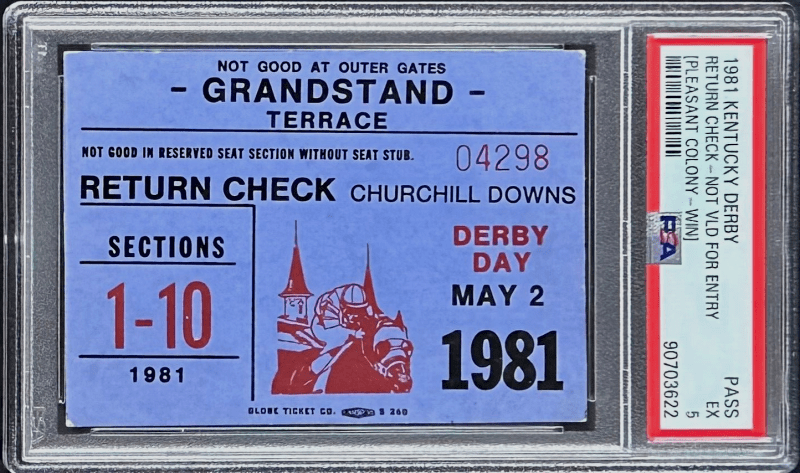 NOT GOOD AT OUTER GATES
- GRANDSTAND -
TERRACE
NOT GOOD IN RESERVED SEAT SECTION WITHOUT SEAT STUB.
04298
RETURN CHECK CHURCHILL DOWNS
SECTIONS
1-10
1981
DERBY
DAY
MAY 2
1981
GLOBE TICKET CO.
S 260
1981 KENTUCKY DERBY
RETURN CHECK-NOT VLD FOR ENTRY
[PLEASANT COLONY-WIN]
PSA
PASS
EX
5
90703622